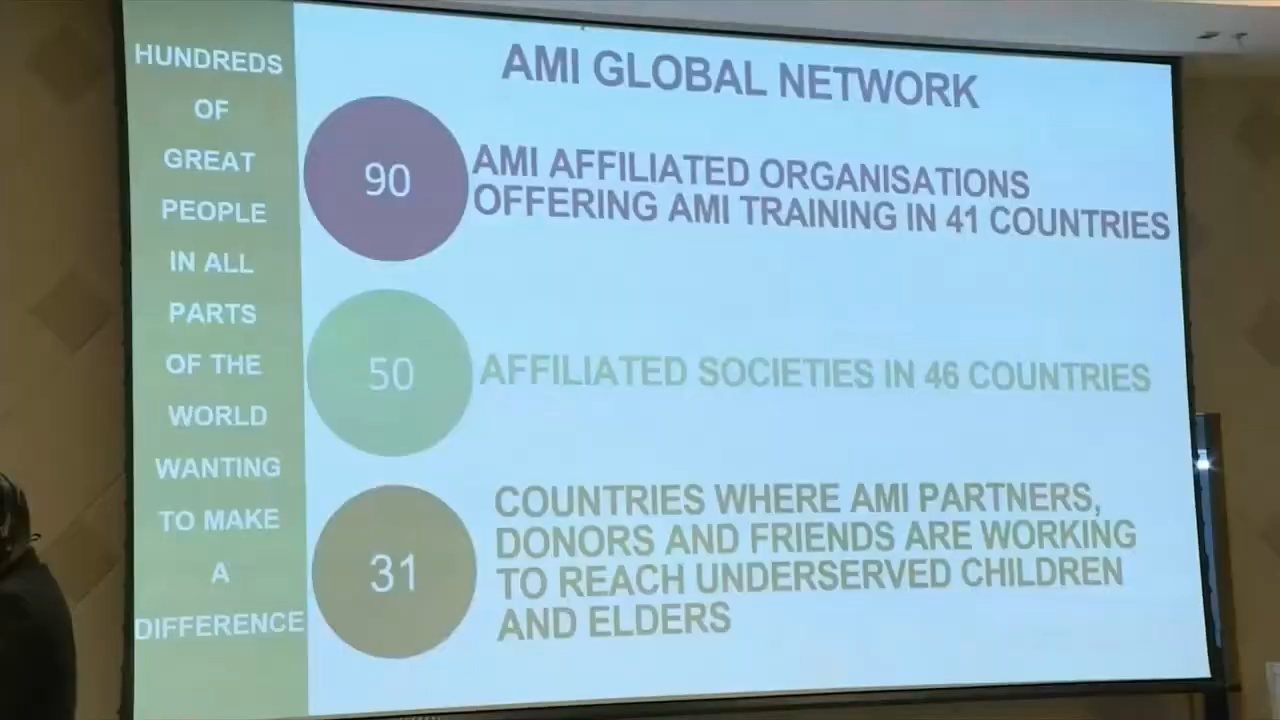 HUNDREDS
OF
GREAT
PEOPLE
IN ALL
PARTS
OF THE
WORLD
WANTING
TO MAKE
A
DIFFERENCE
AMI GLOBAL NETWORK
90
AMI AFFILIATED ORGANISATIONS
OFFERING AMI TRAINING IN 41 COUNTRIES
50
AFFILIATED SOCIETIES IN 46 COUNTRIES
31
COUNTRIES WHERE AMI PARTNERS,
DONORS AND FRIENDS ARE WORKING
TO REACH UNDERSERVED CHILDREN
AND ELDERS